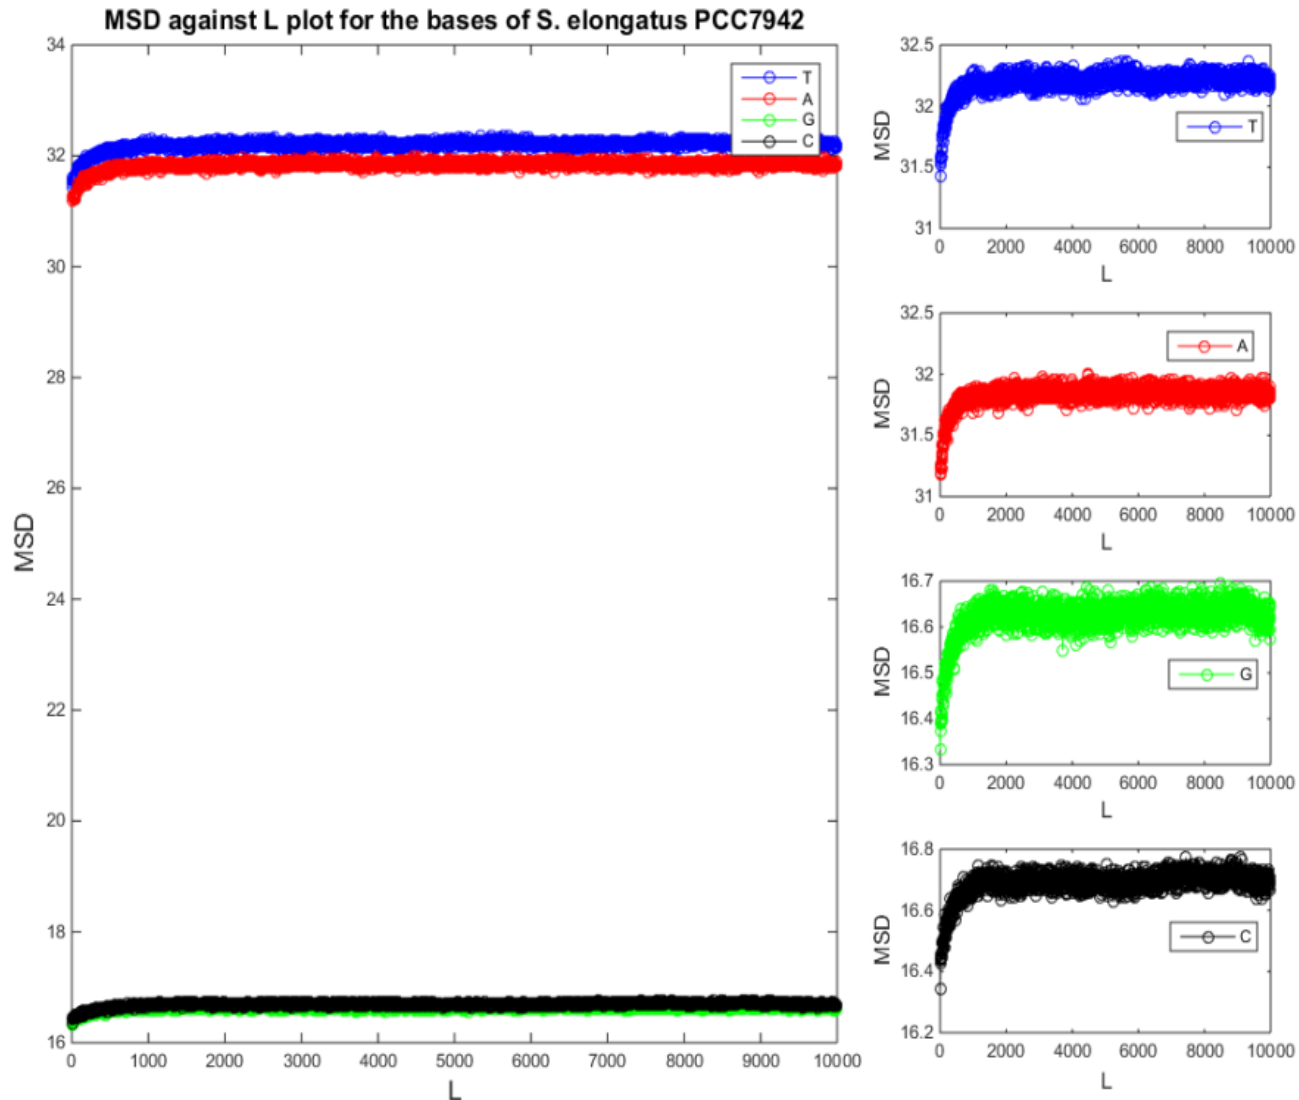 MSD against L plot for the bases of S. elongatus PCC7942
34
32
30
28
26
24
22
20
18
16
MSD
0 1000 2000 3000 4000 5000 6000 7000 8000 9000 10000
L
T
A
G
C
32.5
32
31.5
31
MSD
T
0 2000 4000 6000 8000 10000
L
32.5
32
31.5
31
MSD
A
0 2000 4000 6000 8000 10000
L
16.7
16.6
16.5
16.4
16.3
MSD
G
0 2000 4000 6000 8000 10000
L
16.8
16.6
16.4
16.2
MSD
C
0 2000 4000 6000 8000 10000
L